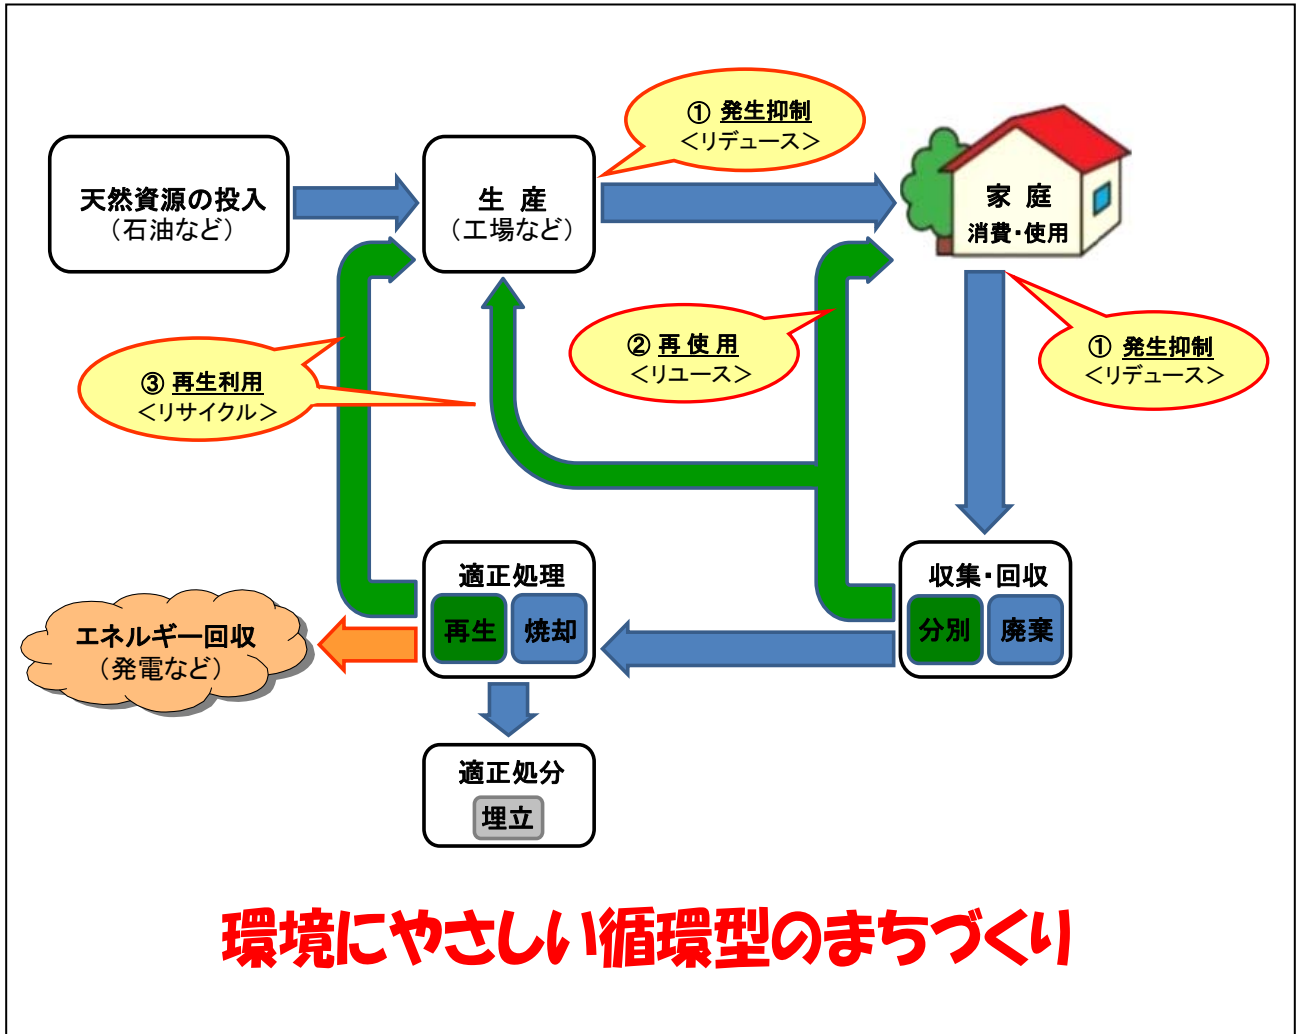 ① 発生抑制
<リデュース>
天然資源の投入
（石油など）
生 産
（工場など）
家 庭
消費・使用
② 再 使 用
<リユース>
① 発生抑制
<リデュース>
③ 再生利用
<リサイクル>
適正処理
再生
焼却
収集・回収
分別
廃棄
エネルギー回収
（発電など）
適正処分
埋立
環境にやさしい循環型のまちづくり